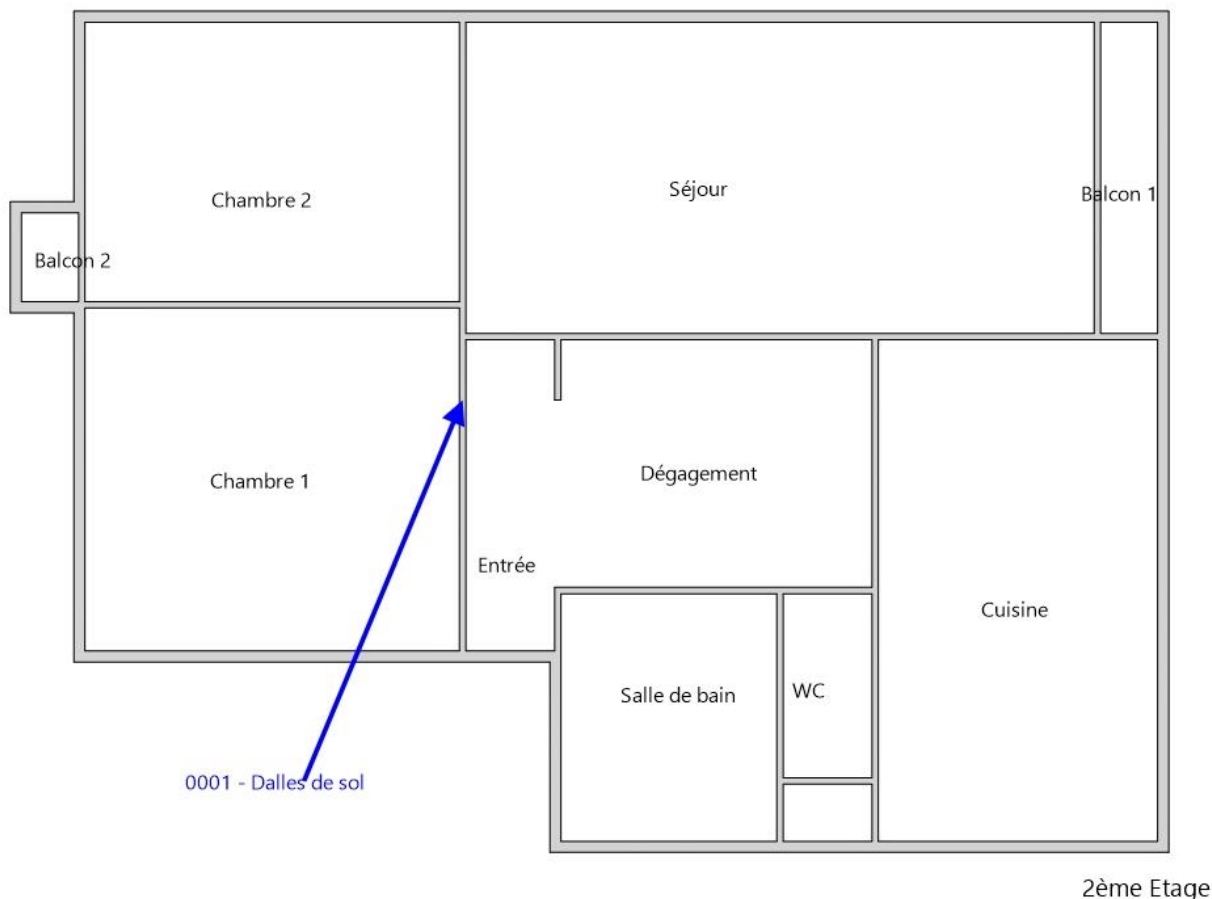 Séjour
Balcon 1
Chambre 2
Balcon 2
Dégagement
Chambre 1
Entrée
Cuisine
Salle de bain
WC
0001 - Dalles de sol
2ème Etage